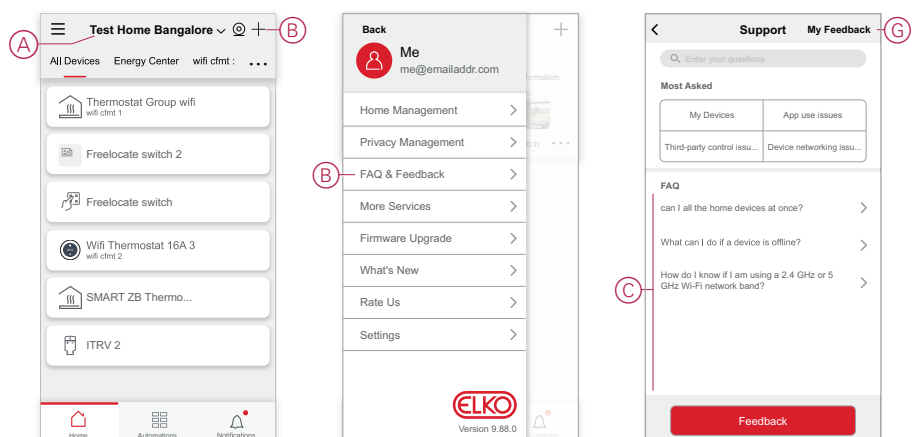 Test Home Bangalore
A
B
All Devices Energy Center wifi cfmt :
Thermostat Group wifi
wifi cfmt 1
Freelocate switch 2
Freelocate switch
Wifi Thermostat 16A 3
wifi cfmt 2
SMART ZB Thermo...
ITRV 2
Home Automations Notifications
Back
Me
me@emailaddr.com
Home Management
Privacy Management
B
FAQ & Feedback
More Services
Firmware Upgrade
What's New
Rate Us
Settings
ELKO
Version 9.88.0
Support My Feedback
G
Enter your questions
Most Asked
My Devices App use issues
Third-party control issu... Device networking issu...
FAQ
can I all the home devices at once?
What can I do if a device is offline?
How do I know if I am using a 2.4 GHz or 5
GHz Wi-Fi network band?
C
Feedback